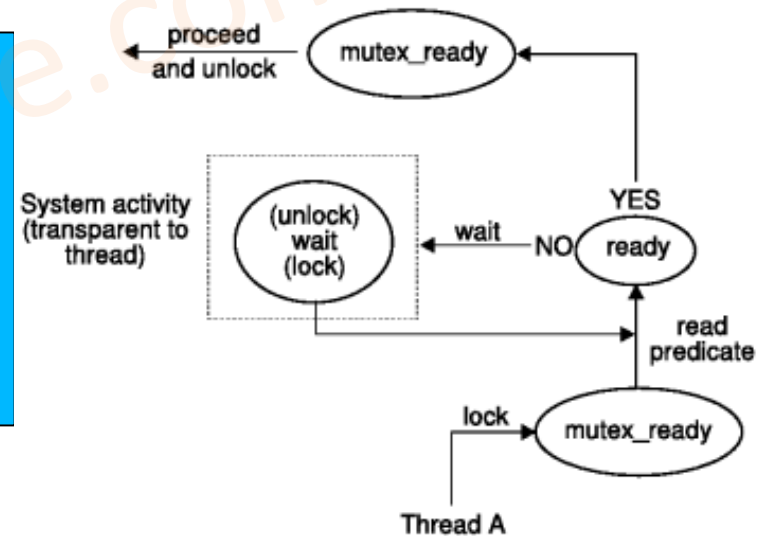 proceed
and unlock
mutex_ready
e.com
System activity
(transparent to
thread)
(unlock)
wait
(lock)
wait
NO
YES
ready
read
predicate
lock
mutex_ready
Thread A